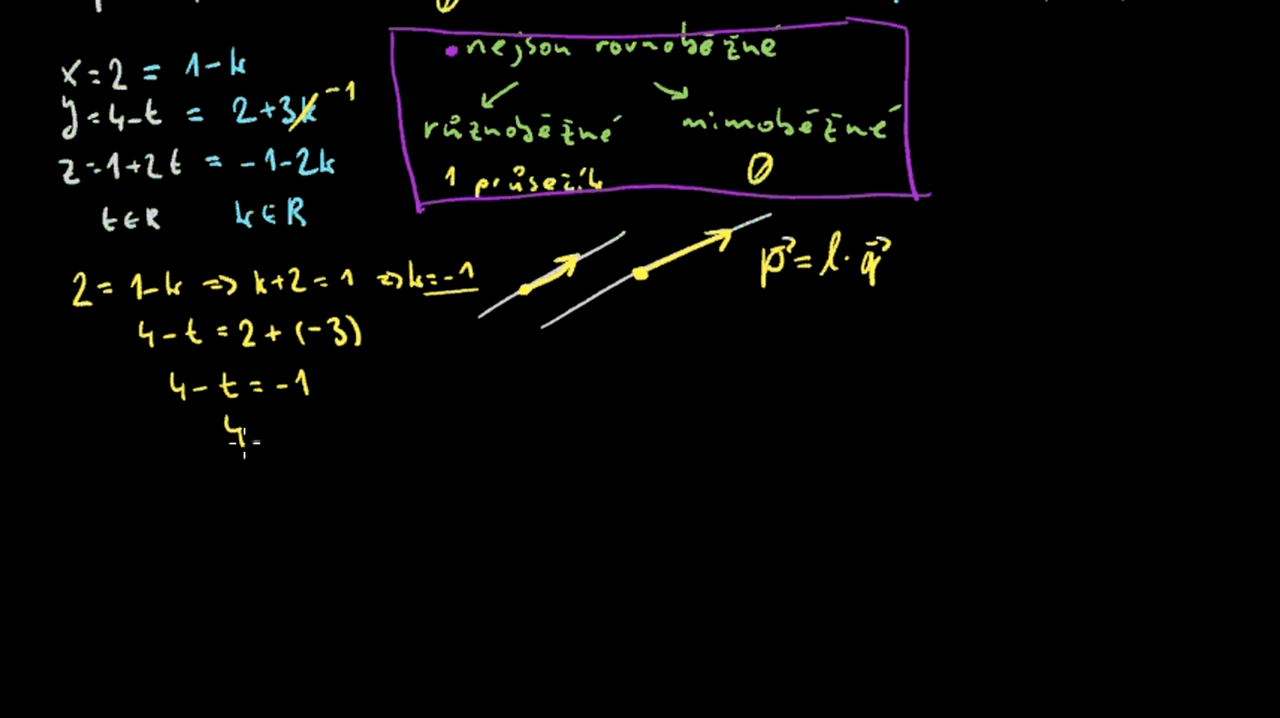 • nejsou rovnoběžné
různoběžné mimoběžné
1 průsečík ∅
x = 2 = 1-k
y = 4-t = 2+3k -1
z = 1+2t = -1-2k
t∈R k∈R
2 = 1-k => k+2 = 1 => k = -1
4-t = 2+(-3)
4-t = -1
4
p⃗ = l · q⃗